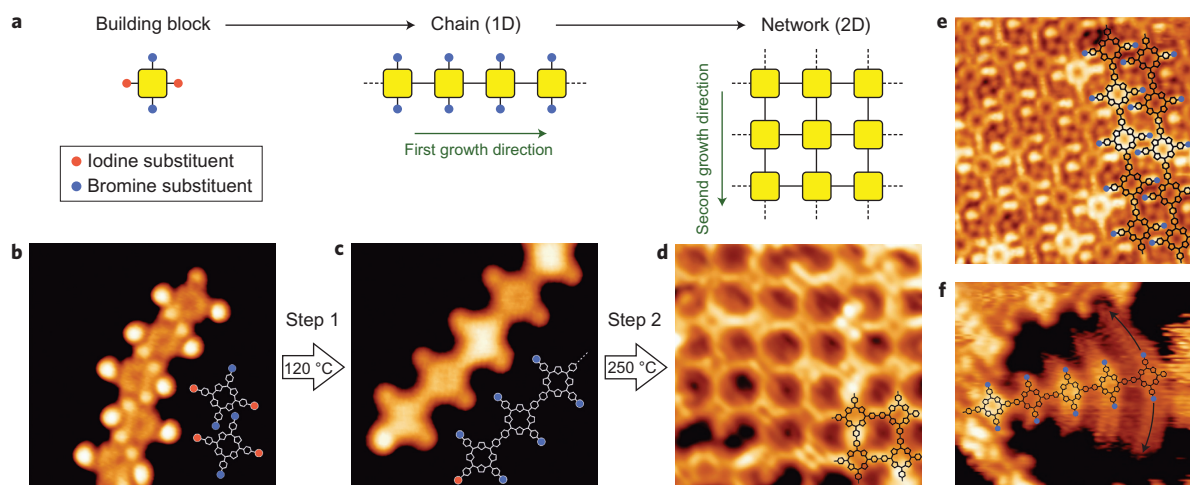 a
Building block
Chain (1D)
Network (2D)
First growth direction
Second growth direction
Iodine substituent
Bromine substituent
b
Step 1
120 °C
c
Step 2
250 °C
d
e
f